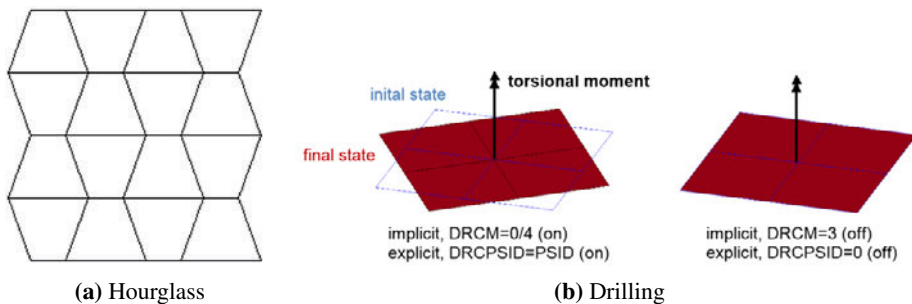 torsional moment
inital state
final state
implicit, DRCM=0/4 (on)
explicit, DRCPSID=PSID (on)
implicit, DRCM=3 (off)
explicit, DRCPSID=0 (off)
(a) Hourglass
(b) Drilling